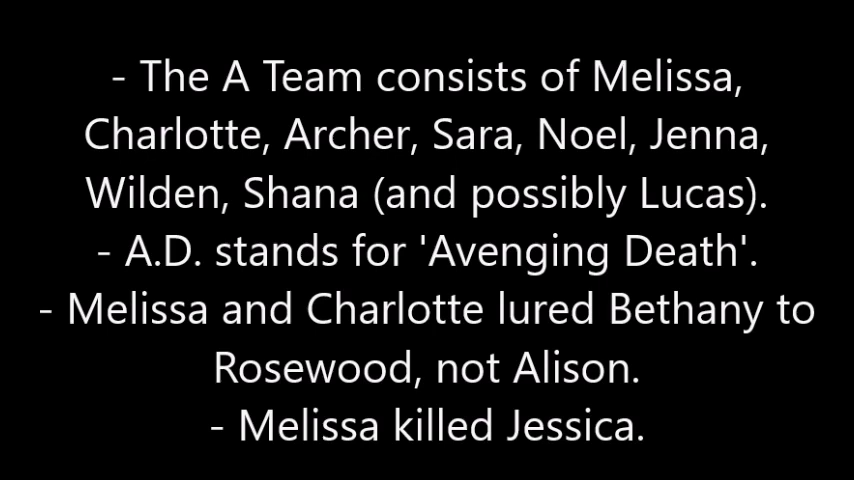 - The A Team consists of Melissa,
Charlotte, Archer, Sara, Noel, Jenna,
Wilden, Shana (and possibly Lucas).
- A.D. stands for 'Avenging Death'.
- Melissa and Charlotte lured Bethany to
Rosewood, not Alison.
- Melissa killed Jessica.